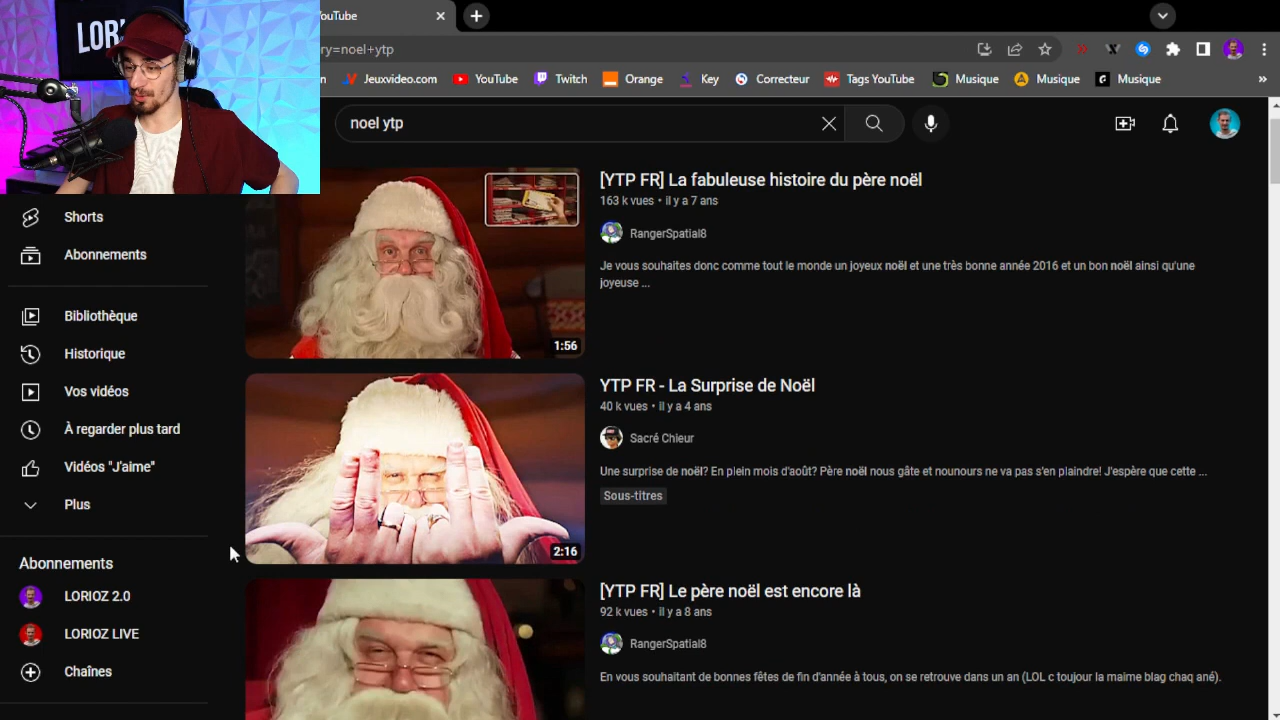 LORI
ouTube
ry=noel+ytp
n
Jeuxvideo.com
YouTube
Twitch
Orange
Key
Correcteur
Tags YouTube
Musique
Musique
Musique
noel ytp
Shorts
Abonnements
Bibliothèque
Historique
Vos vidéos
À regarder plus tard
Vidéos "J'aime"
Plus
Abonnements
LORIOZ 2.0
LORIOZ LIVE
Chaînes
1:56
[YTP FR] La fabuleuse histoire du père noël
163 k vues • il y a 7 ans
RangerSpatial8
Je vous souhaites donc comme tout le monde un joyeux noël et une très bonne année 2016 et un bon noël ainsi qu'une
joyeuse ...
2:16
YTP FR - La Surprise de Noël
40 k vues • il y a 4 ans
Sacré Chieur
Une surprise de noël? En plein mois d'août? Père noël nous gâte et nounours ne va pas s'en plaindre! J'espère que cette ...
Sous-titres
[YTP FR] Le père noël est encore là
92 k vues • il y a 8 ans
RangerSpatial8
En vous souhaitant de bonnes fêtes de fin d'année à tous, on se retrouve dans un an (LOL c toujour la maime blag chaq ané).